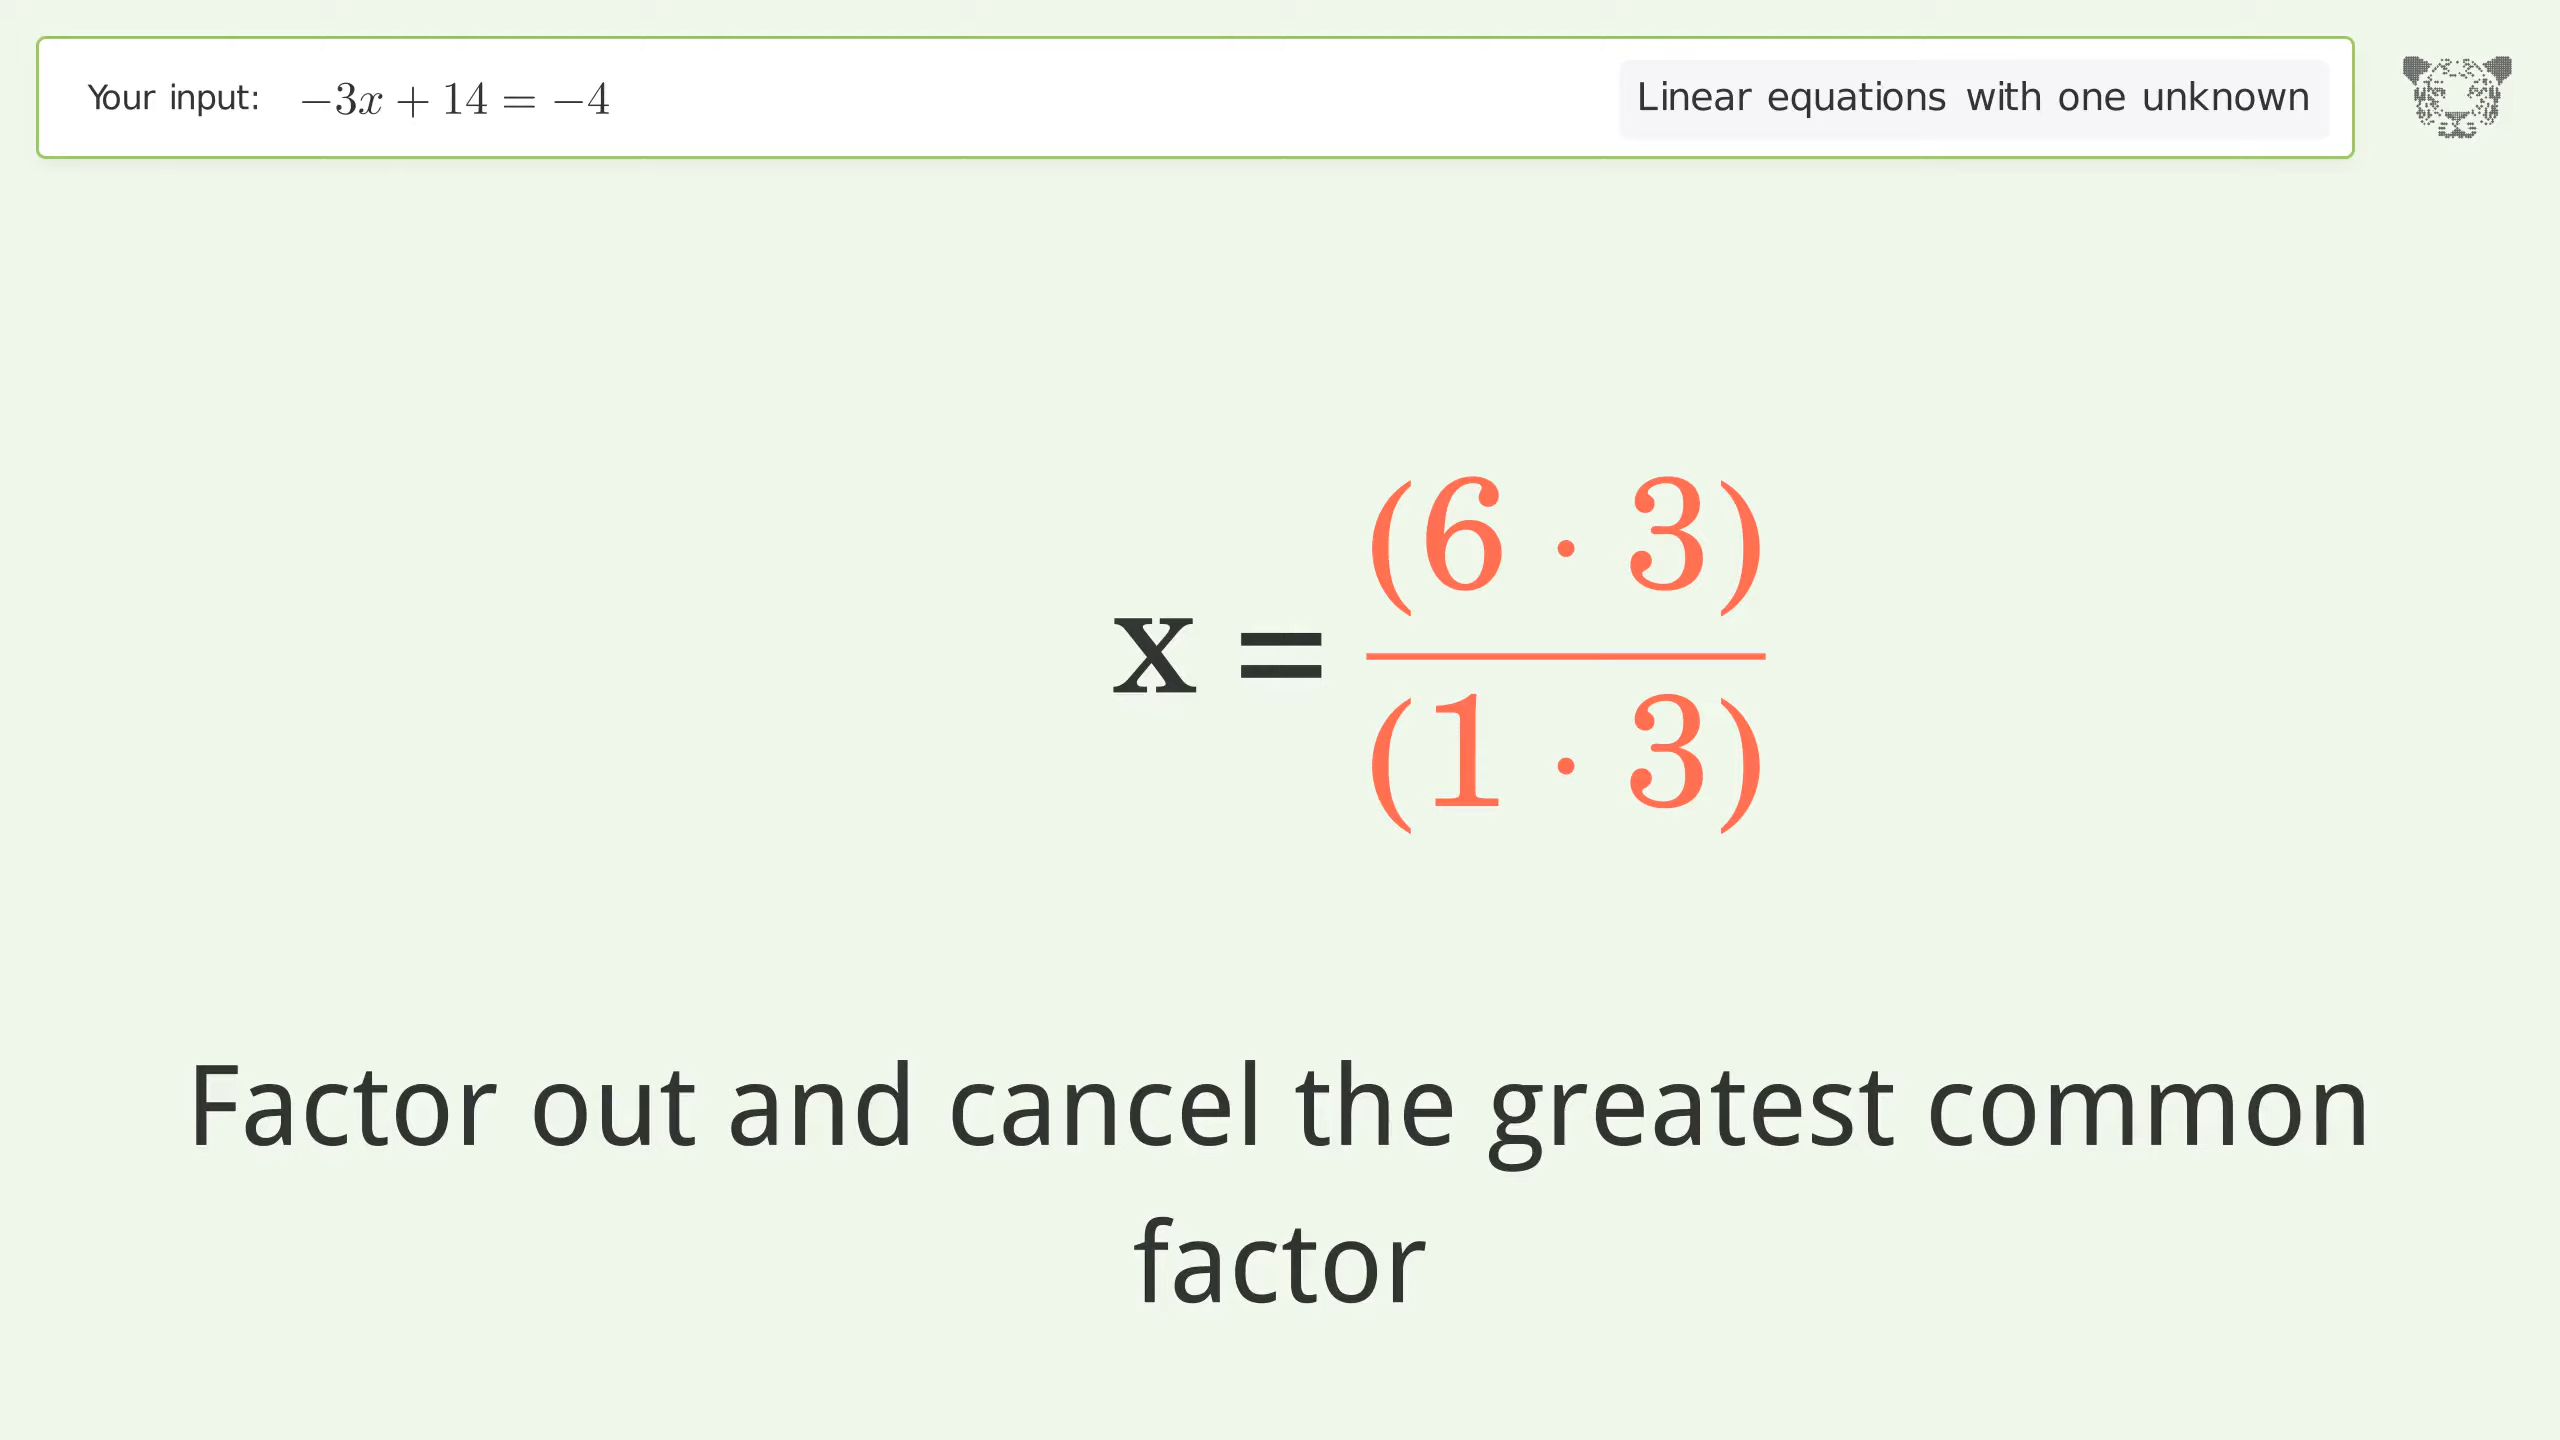 Your input: −3x + 14 = −4
Linear equations with one unknown
x = (6 · 3)/(1 · 3)
Factor out and cancel the greatest common
factor